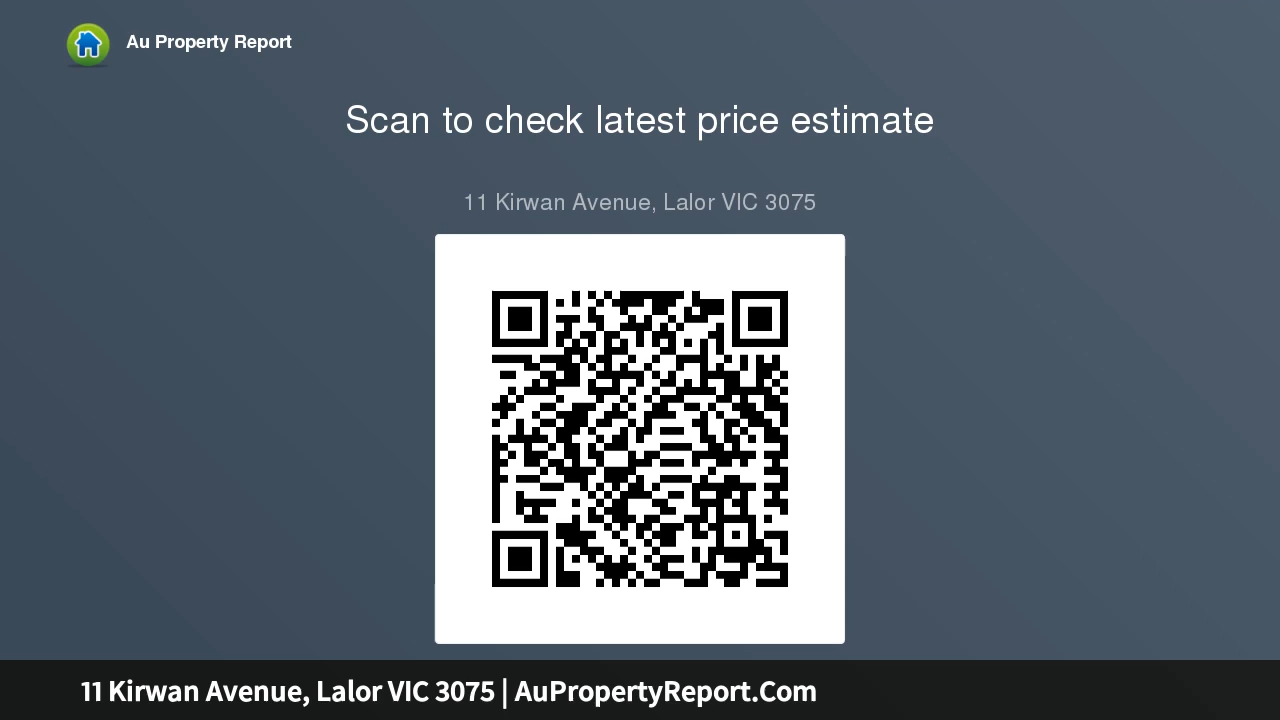 Au Property Report
Scan to check latest price estimate
11 Kirwan Avenue, Lalor VIC 3075
11 Kirwan Avenue, Lalor VIC 3075 | AuPropertyReport.Com